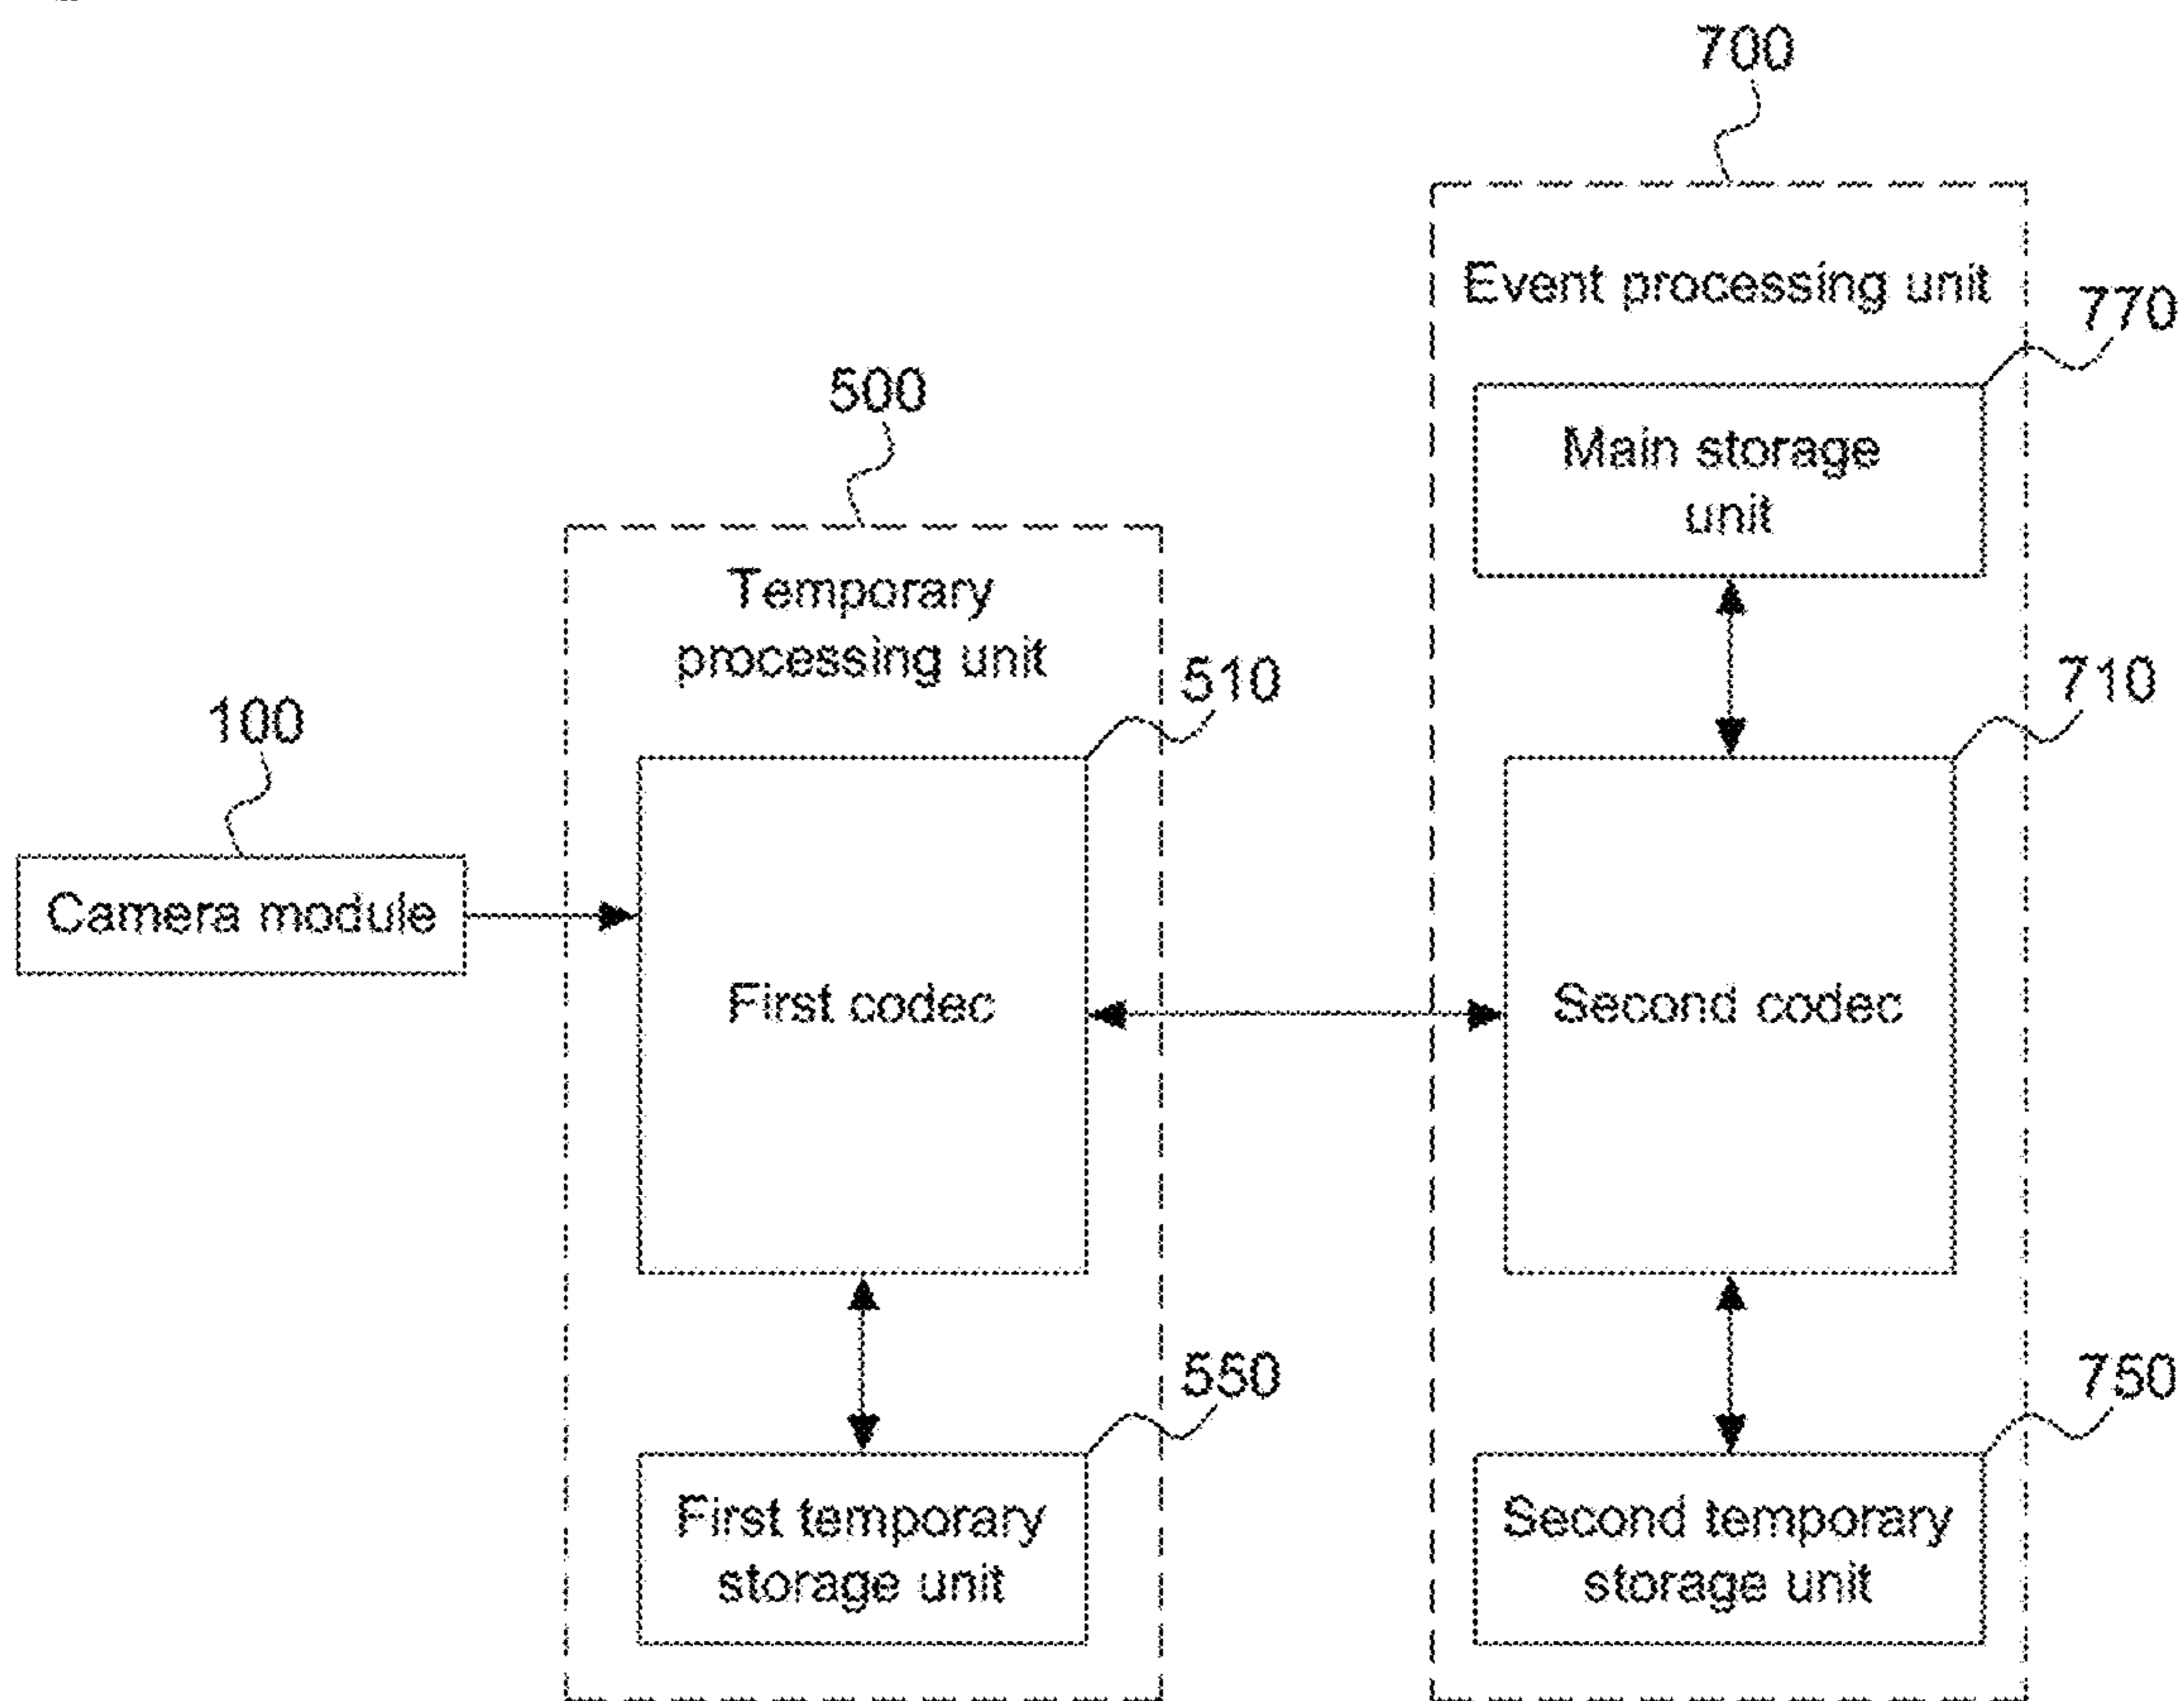 700
Event processing unit
770
Main storage
unit
500
Temporary
processing unit
510
710
100
Camera module
First codec
Second codec
550
750
First temporary
storage unit
Second temporary
storage unit